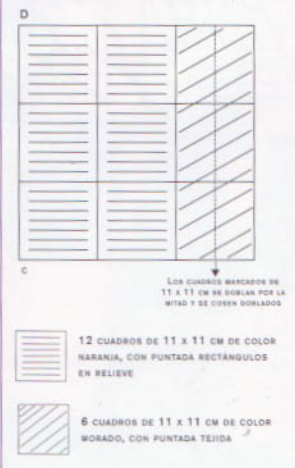 D
C
LOS CUADROS MARCADOS DE
11 X 11 CM SE DOBLAN POR LA
MITAD Y SE COSEN DOBLADOS
12 CUADROS DE 11 X 11 CM DE COLOR
NARANJA, CON PUNTADA RECTÁNGULOS
EN RELIEVE
6 CUADROS DE 11 X 11 CM DE COLOR
MORADO, CON PUNTADA TEJIDA